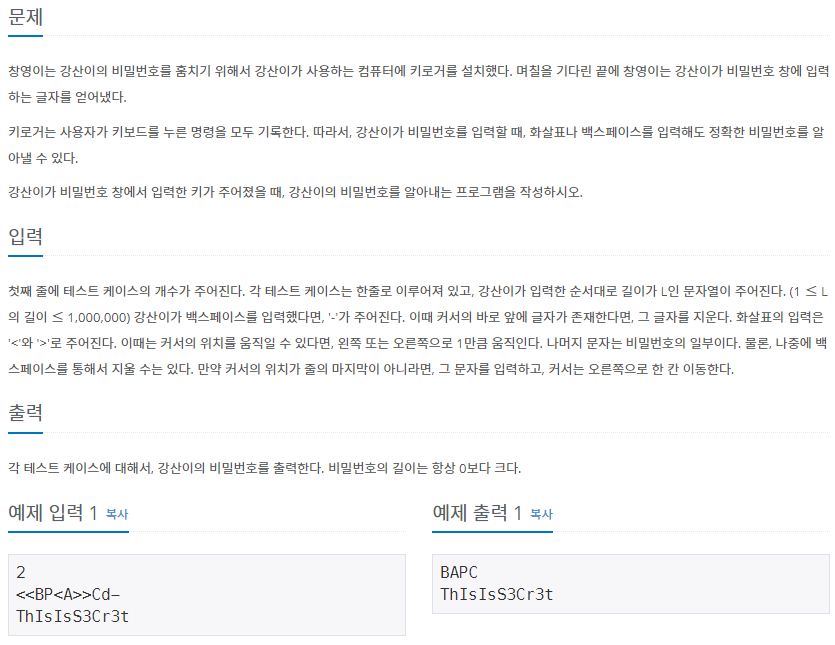 문제
창영이는 강산이의 비밀번호를 훔치기 위해서 강산이가 사용하는 컴퓨터에 키로거를 설치했다. 며칠을 기다린 끝에 창영이는 강산이가 비밀번호 창에 입력
하는 글자를 얻어냈다.
키로거는 사용자가 키보드를 누른 명령을 모두 기록한다. 따라서, 강산이가 비밀번호를 입력할 때, 화살표나 백스페이스를 입력해도 정확한 비밀번호를 알
아낼 수 있다.
강산이가 비밀번호 창에서 입력한 키가 주어졌을 때, 강산이의 비밀번호를 알아내는 프로그램을 작성하시오.
입력
첫째 줄에 테스트 케이스의 개수가 주어진다. 각 테스트 케이스는 한줄로 이루어져 있고, 강산이가 입력한 순서대로 길이가 L인 문자열이 주어진다. (1 ≤ L
의 길이 ≤ 1,000,000) 강산이가 백스페이스를 입력했다면, '-'가 주어진다. 이때 커서의 바로 앞에 글자가 존재한다면, 그 글자를 지운다. 화살표의 입력은
'<'와 '>'로 주어진다. 이때는 커서의 위치를 움직일 수 있다면, 왼쪽 또는 오른쪽으로 1만큼 움직인다. 나머지 문자는 비밀번호의 일부이다. 물론, 나중에 백
스페이스를 통해서 지울 수는 있다. 만약 커서의 위치가 줄의 마지막이 아니라면, 그 문자를 입력하고, 커서는 오른쪽으로 한 칸 이동한다.
출력
각 테스트 케이스에 대해서, 강산이의 비밀번호를 출력한다. 비밀번호의 길이는 항상 0보다 크다.
예제 입력 1 복사
2
<<BP<A>>Cd-
ThIsIsS3Cr3t
예제 출력 1 복사
BAPC
ThIsIsS3Cr3t